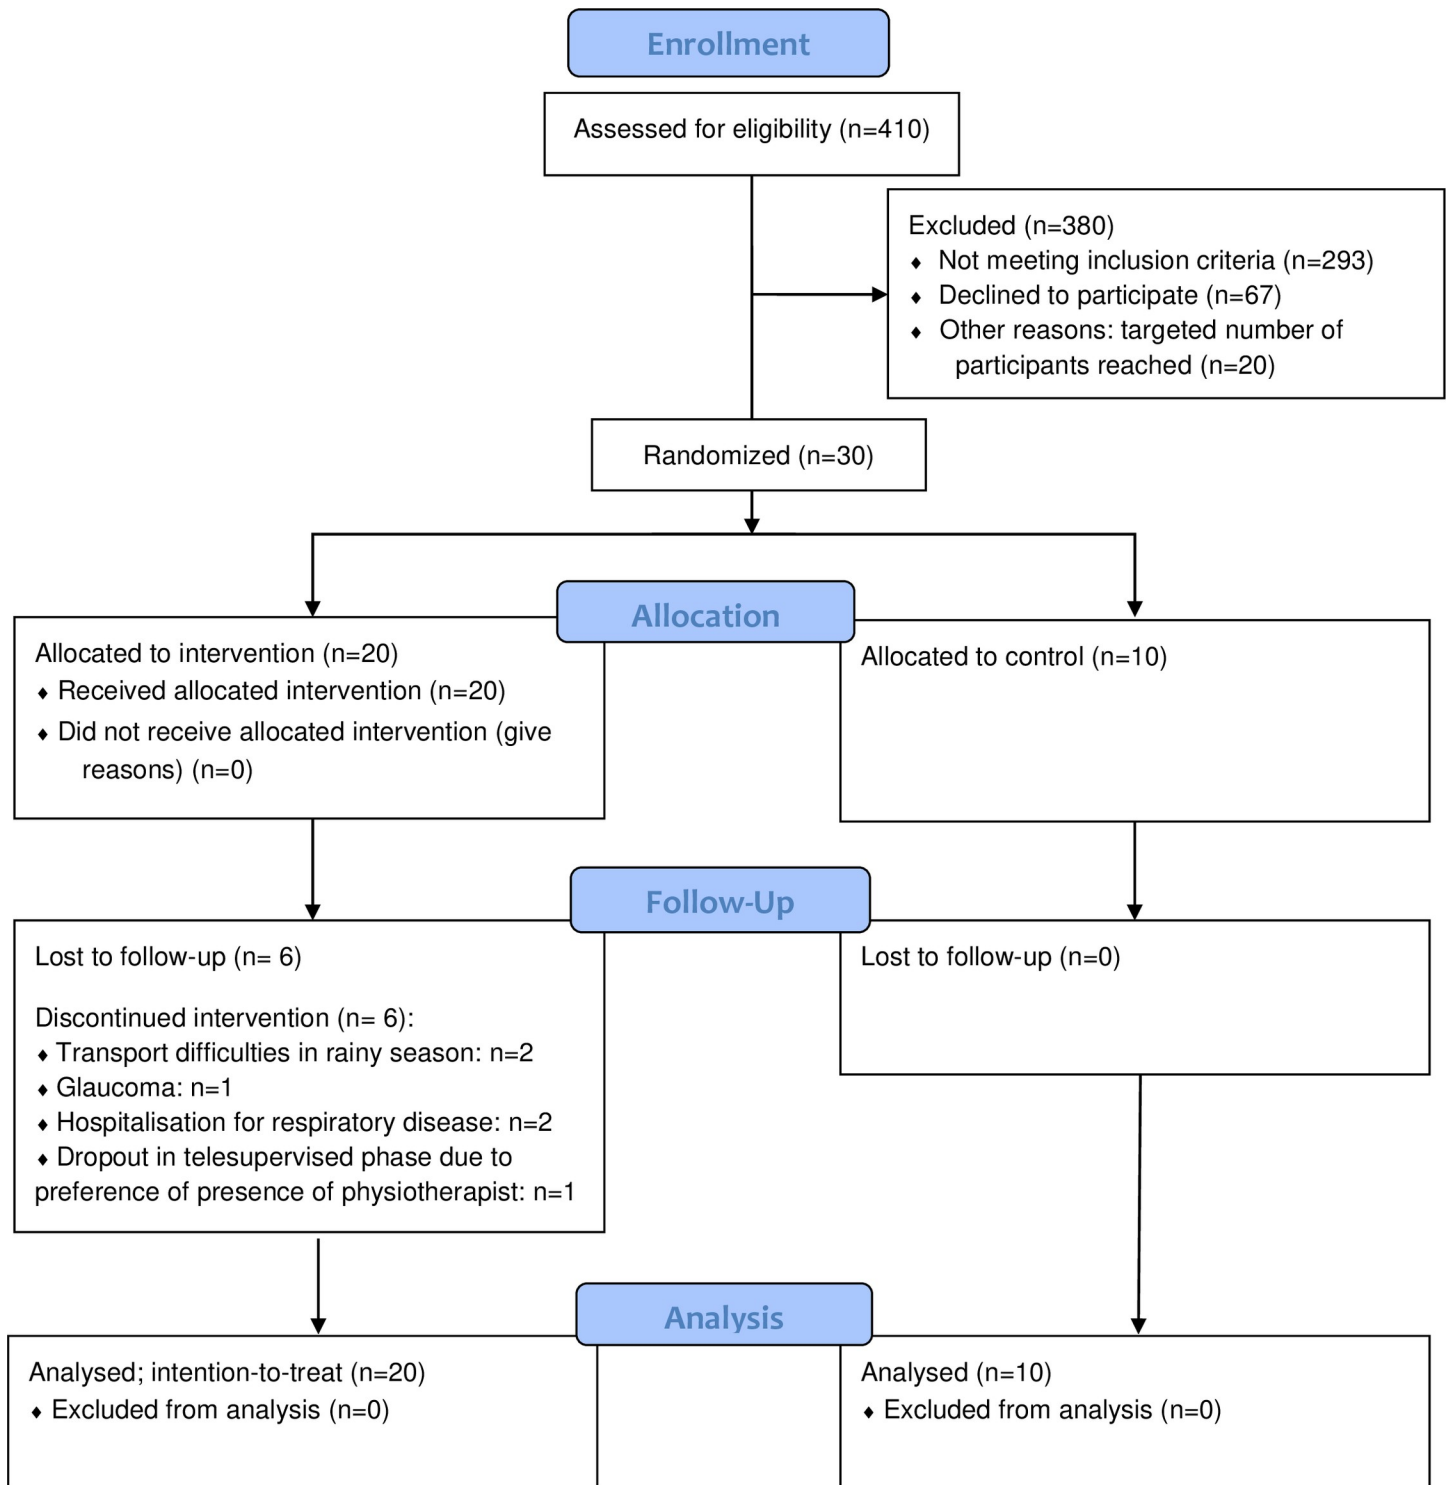 Enrollment
Assessed for eligibility (n=410)
Excluded (n=380)
♦ Not meeting inclusion criteria (n=293)
♦ Declined to participate (n=67)
♦ Other reasons: targeted number of
participants reached (n=20)
Randomized (n=30)
Allocation
Allocated to intervention (n=20)
♦ Received allocated intervention (n=20)
♦ Did not receive allocated intervention (give
reasons) (n=0)
Allocated to control (n=10)
Follow-Up
Lost to follow-up (n= 6)
Discontinued intervention (n= 6):
♦ Transport difficulties in rainy season: n=2
♦ Glaucoma: n=1
♦ Hospitalisation for respiratory disease: n=2
♦ Dropout in telesupervised phase due to
preference of presence of physiotherapist: n=1
Lost to follow-up (n=0)
Analysis
Analysed; intention-to-treat (n=20)
♦ Excluded from analysis (n=0)
Analysed (n=10)
♦ Excluded from analysis (n=0)